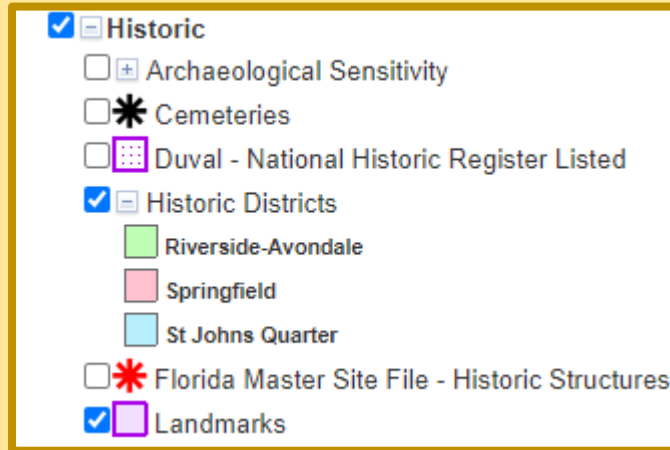 Historic
Archaeological Sensitivity
Cemeteries
Duval - National Historic Register Listed
Historic Districts
Riverside-Avondale
Springfield
St Johns Quarter
Florida Master Site File - Historic Structures
Landmarks